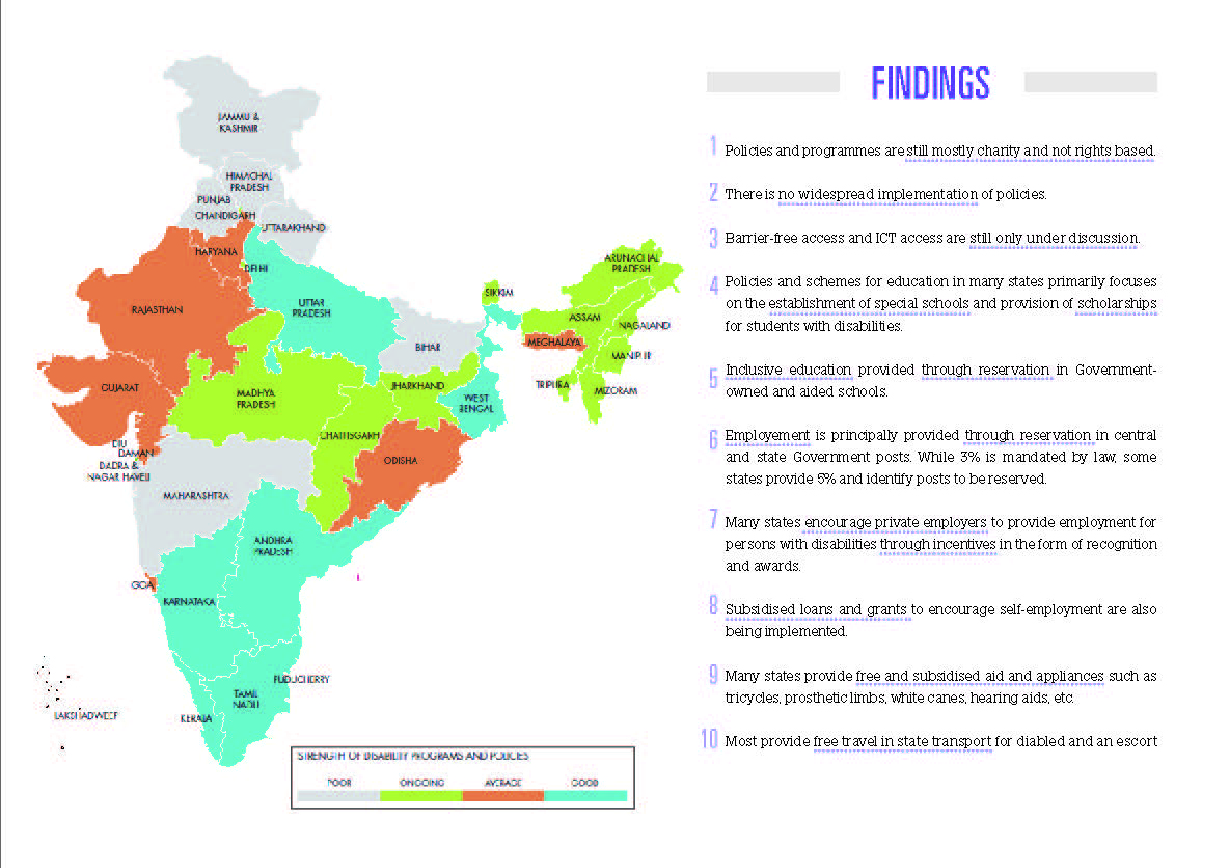 JAMMU &
KASHMIR
HIMACHAL
PRADESH
PUNJAB
CHANDIGARH
UTTARAKHAND
HARYANA
DELHI
RAJASTHAN
UTTAR
PRADESH
SIKKIM
ARUNACHAL
PRADESH
ASSAM
NAGALAND
MEGHALAYA
MANIPUR
BIHAR
TRIPURA
MIZORAM
GUJARAT
MADHYA
PRADESH
JHARKHAND
WEST
BENGAL
CHATTISGARH
DIU
DAMAN
DADRA &
NAGAR HAVELI
ODISHA
MAHARASHTRA
ANDHRA
PRADESH
GOA
KARNATAKA
PUDUCHERRY
TAMIL
NADU
KERALA
LAKSHADWEEP
STRENGTH OF DISABILITY PROGRAMS AND POLICIES
POOR ONGOING AVERAGE GOOD
FINDINGS
1 Policies and programmes are still mostly charity and not rights based.
2 There is no widespread implementation of policies.
3 Barrier-free access and ICT access are still only under discussion
4 Policies and schemes for education in many states primarily focuses
on the establishment of special schools and provision of scholarships
for students with disabilities.
5 Inclusive education provided through reservation in Government-
owned and aided schools.
6 Employement is principally provided through reservation in central
and state Government posts. While 3% is mandated by law, some
states provide 5% and identify posts to be reserved.
7 Many states encourage private employers to provide employment for
persons with disabilities through incentives in the form of recognition
and awards.
8 Subsidised loans and grants to encourage self-employment are also
being implemented.
9 Many states provide free and subsidised aid and appliances such as
tricycles, prosthetic limbs, white canes, hearing aids, etc
10 Most provide free travel in state transport for diabled and an escort